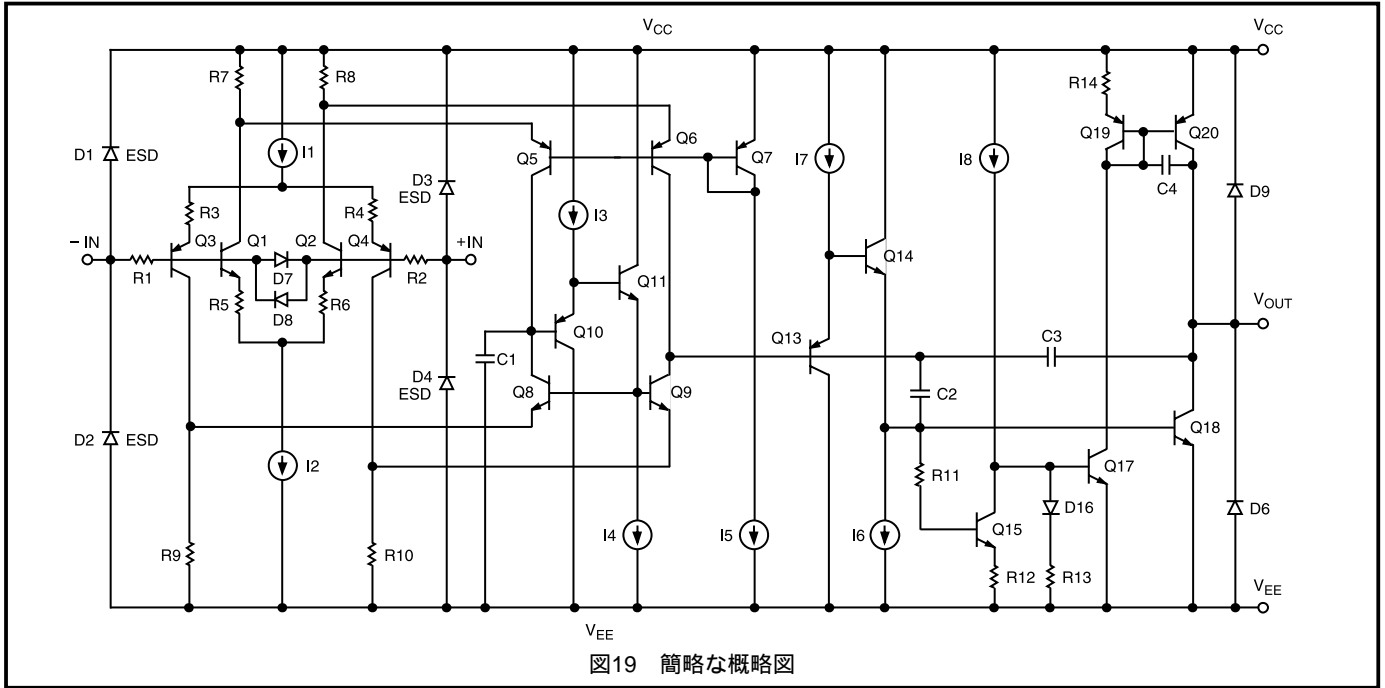 VCC
VCC
R7
R8
R14
D1
ESD
I1
Q5
Q6
Q7
I7
I8
Q19
Q20
C4
D3
ESD
D9
R3
R4
I3
− IN
Q3
Q1
Q2
Q4
+IN
R1
D7
R2
Q14
D8
R5
R6
Q11
VOUT
Q10
Q13
C3
C1
D4
ESD
Q8
Q9
C2
D2
ESD
Q18
I2
R11
Q17
D16
D6
R9
R10
I4
I5
I6
Q15
R12
R13
VEE
VEE
図19 簡略な概略図